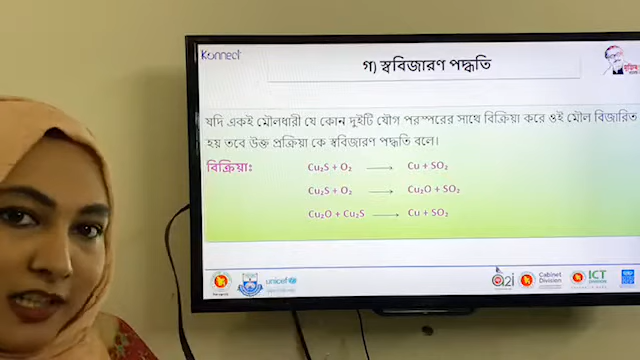 Konnect
গ) স্ববিজারণ পদ্ধতি
যদি একই মৌলধারী যে কোন দুইটি যৌগ পরস্পরের সাথে বিক্রিয়া করে ওই মৌল বিজারিত
হয় তবে উক্ত প্রক্রিয়া কে স্ববিজারণ পদ্ধতি বলে।
বিক্রিয়া: Cu₂S + O₂ ⟶ Cu + SO₂
Cu₂S + O₂ ⟶ Cu₂O + SO₂
Cu₂O + Cu₂S ⟶ Cu + SO₂
unicef a2i Cabinet Division ICT DIVISION